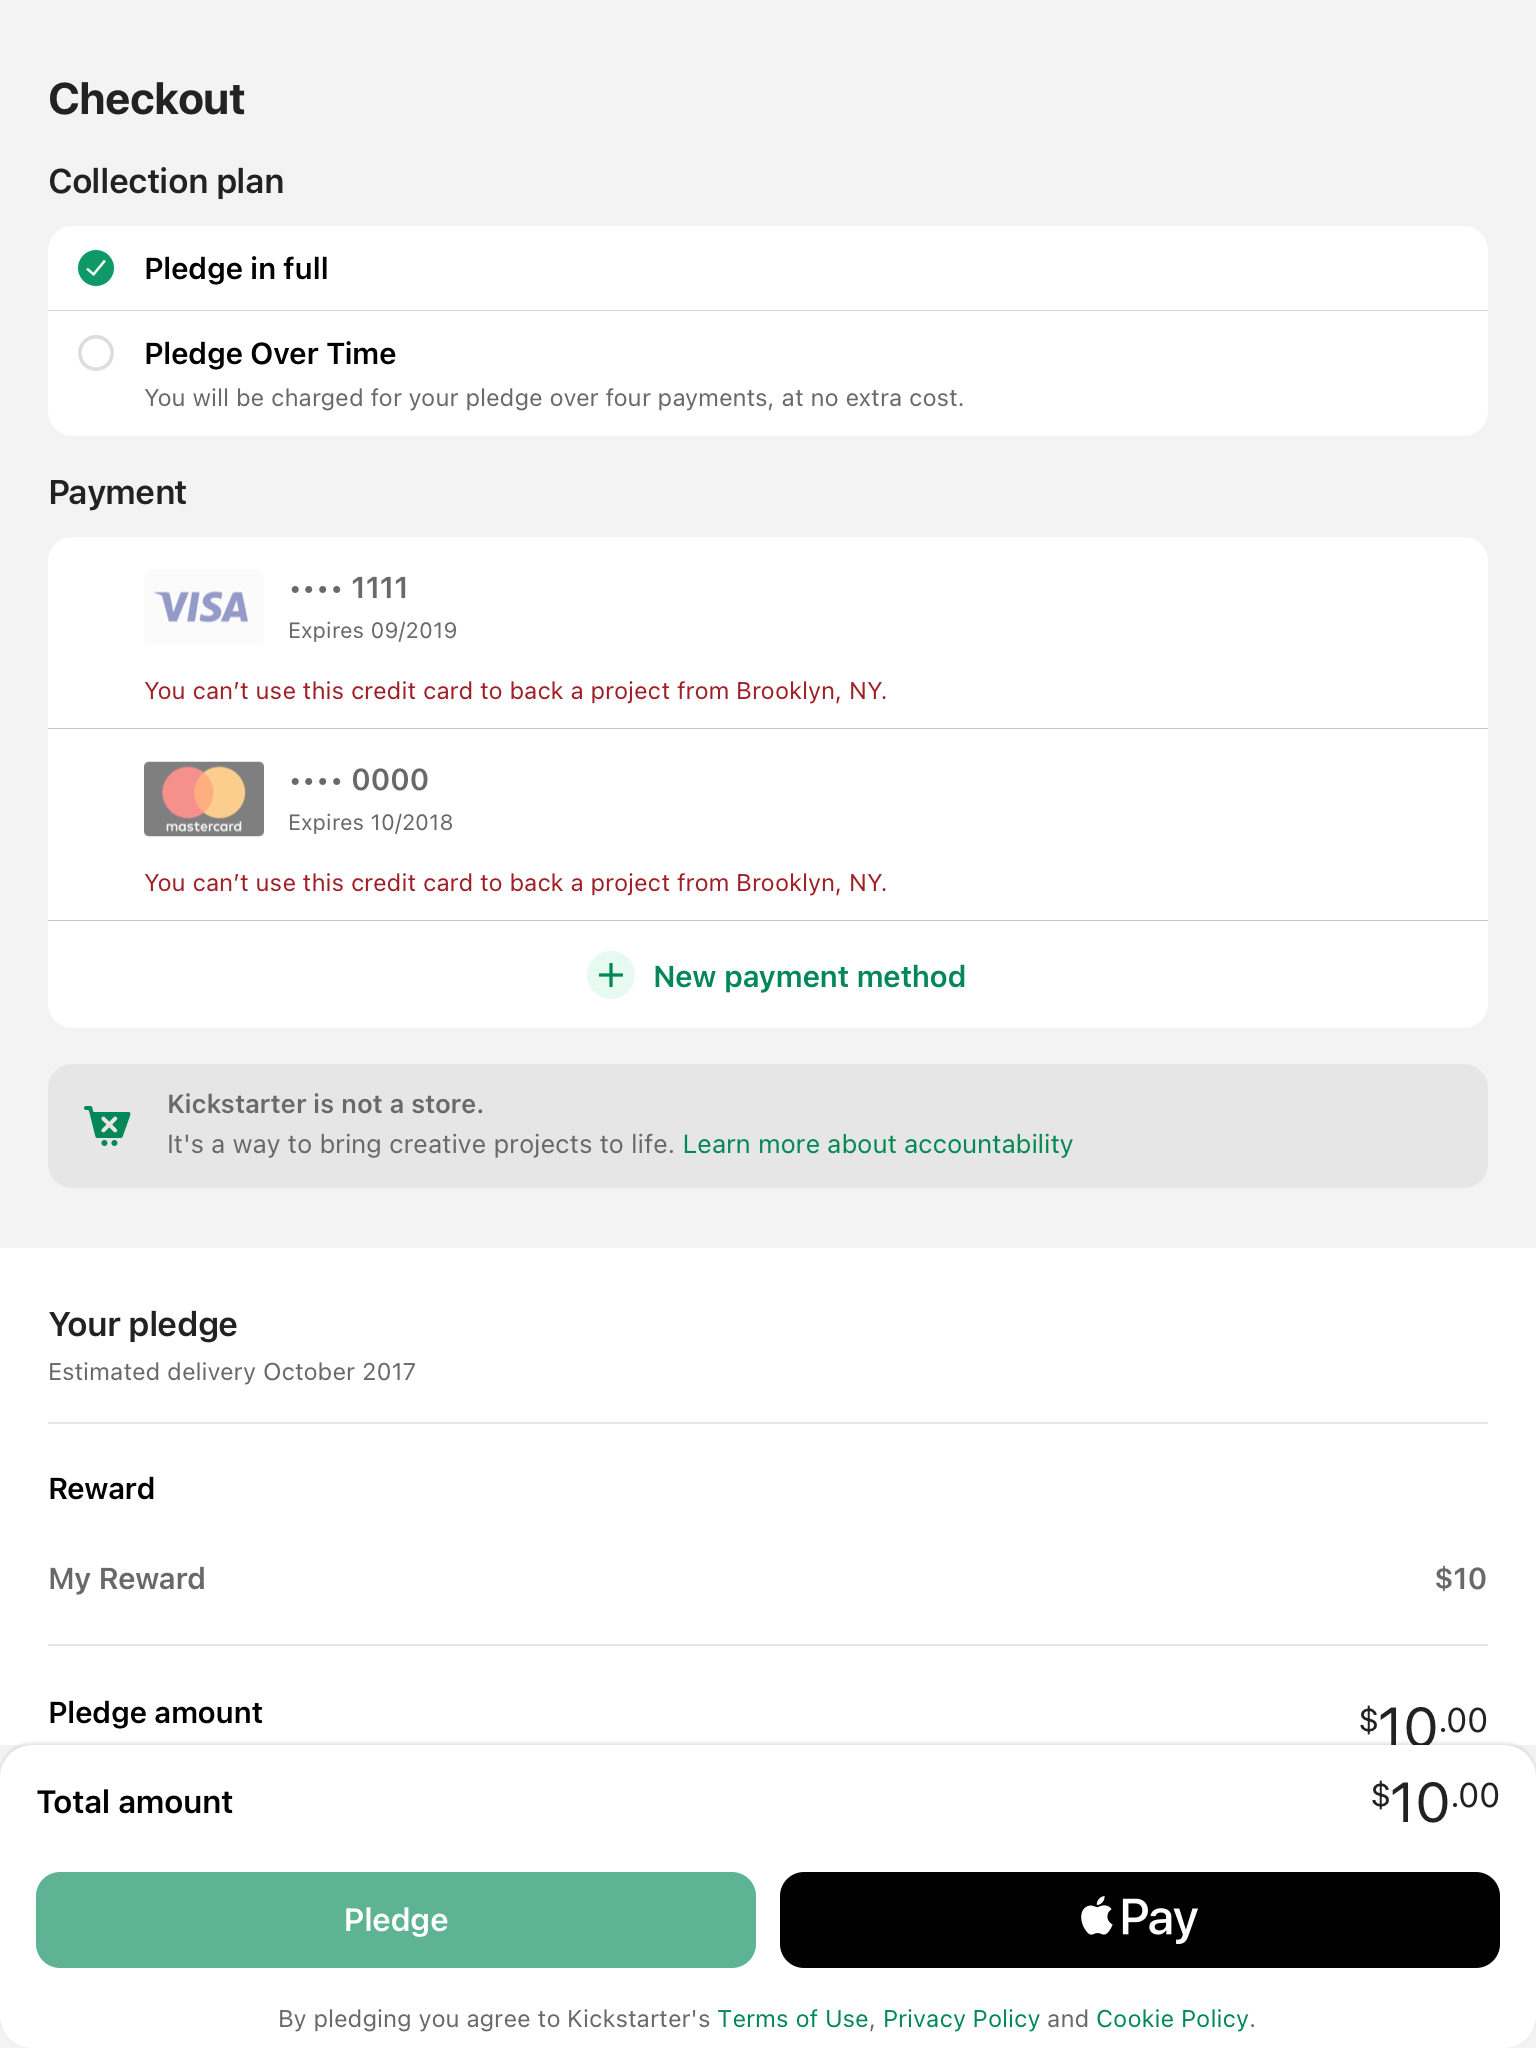 Checkout
Collection plan
Pledge in full
Pledge Over Time
You will be charged for your pledge over four payments, at no extra cost.
Payment
VISA
•••• 1111
Expires 09/2019
You can’t use this credit card to back a project from Brooklyn, NY.
mastercard
•••• 0000
Expires 10/2018
You can’t use this credit card to back a project from Brooklyn, NY.
New payment method
Kickstarter is not a store.
It's a way to bring creative projects to life. Learn more about accountability
Your pledge
Estimated delivery October 2017
Reward
My Reward $10
Pledge amount $10.00
Total amount $10.00
Pledge
Pay
By pledging you agree to Kickstarter's Terms of Use, Privacy Policy and Cookie Policy.